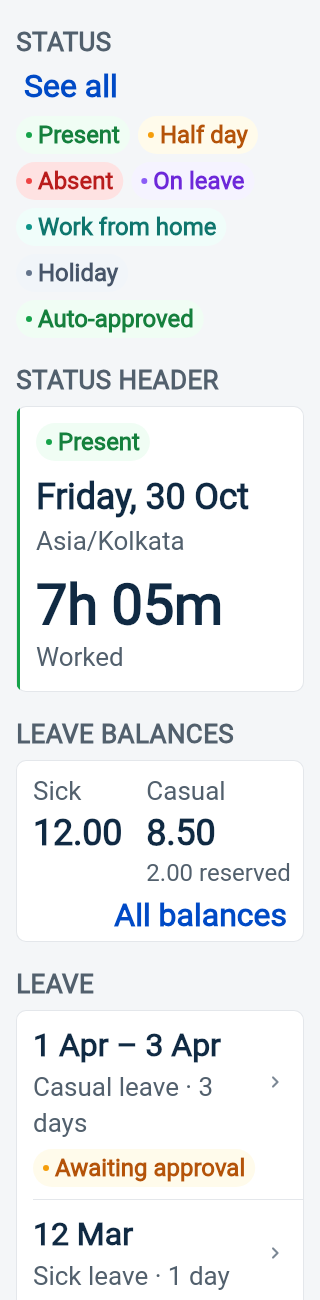 STATUS
See all
• Present • Half day
• Absent • On leave
• Work from home
• Holiday
• Auto-approved
STATUS HEADER
• Present
Friday, 30 Oct
Asia/Kolkata
7h 05m
Worked
LEAVE BALANCES
Sick Casual
12.00 8.50
2.00 reserved
All balances
LEAVE
1 Apr – 3 Apr
Casual leave · 3
days
• Awaiting approval
12 Mar
Sick leave · 1 day